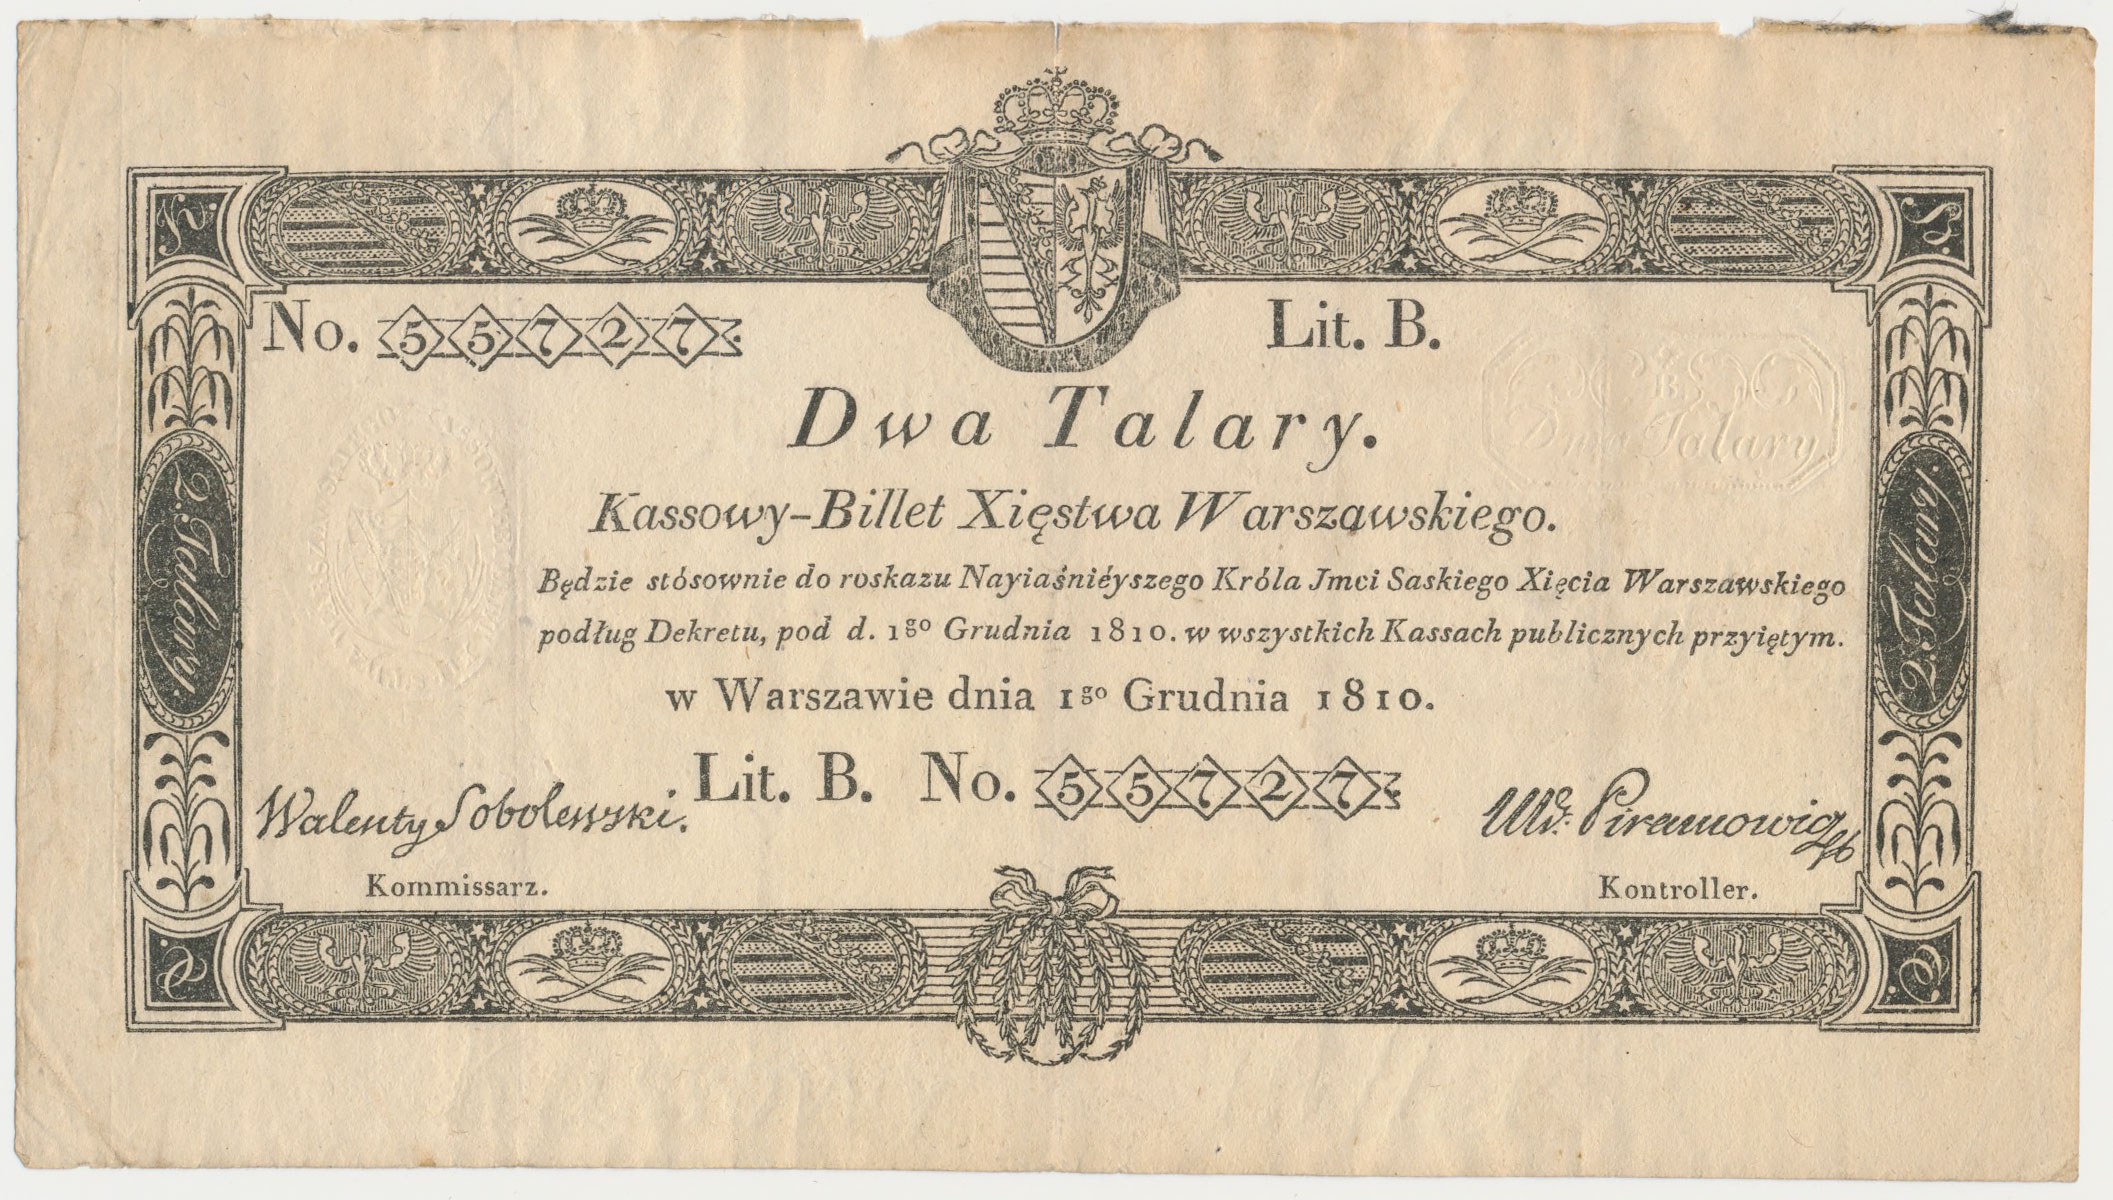 No. 55727.
Lit. B.
Dwa Talary.
B
Dwa Talary
Kassowy-Billet Xięstwa Warszawskiego.
Będzie stósownie do roskazu Nayiaśniéyszego Króla Jmci Saskiego Xięcia Warszawskiego
podług Dekretu, pod d. 1go Grudnia 1810. w wszystkich Kassach publicznych przyiętym.
w Warszawie dnia 1go Grudnia 1810.
Lit. B. No. 55727.
Walenty Sobolewski.
Kommissarz.
Piramowicz
Kontroller.
2. Talary.
2. Talary.